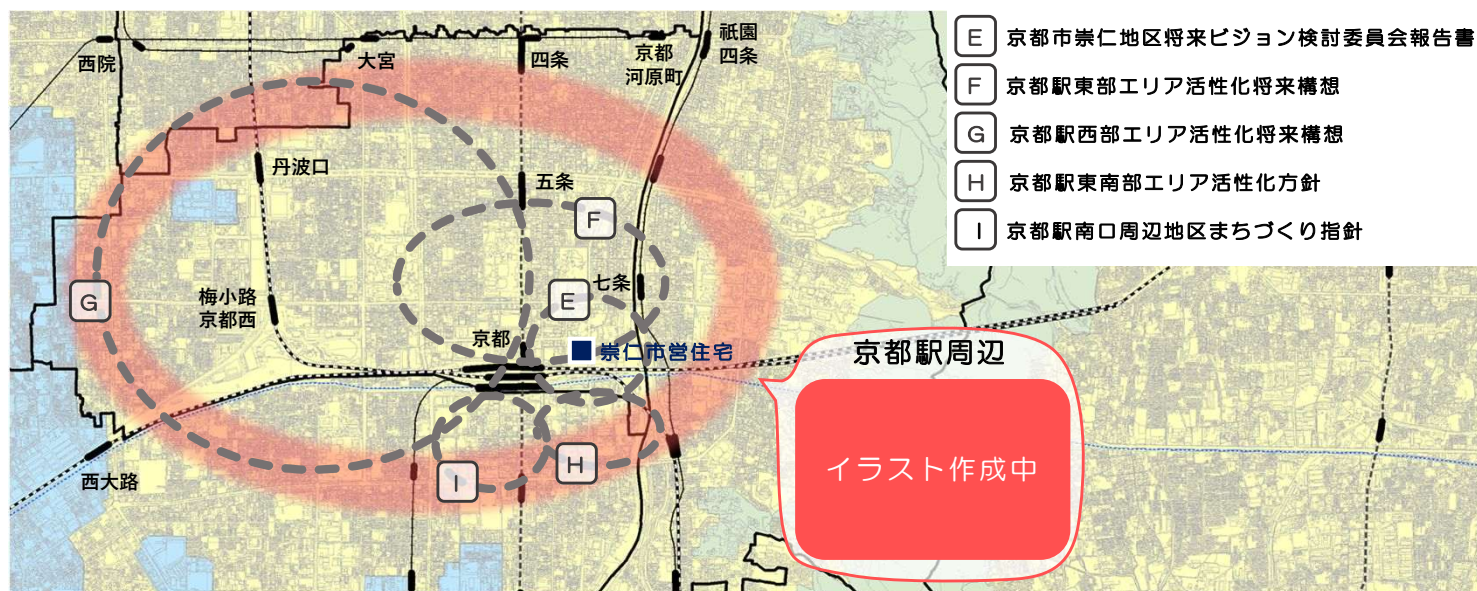 E 京都市崇仁地区将来ビジョン検討委員会報告書
F 京都駅東部エリア活性化将来構想
G 京都駅西部エリア活性化将来構想
H 京都駅東南部エリア活性化方針
I 京都駅南口周辺地区まちづくり指針
西院
大宮
四条
京都
河原町
祇園
四条
丹波口
五条
F
七条
E
G
梅小路
京都西
京都
崇仁市営住宅
京都駅周辺
イラスト作成中
H
I
西大路